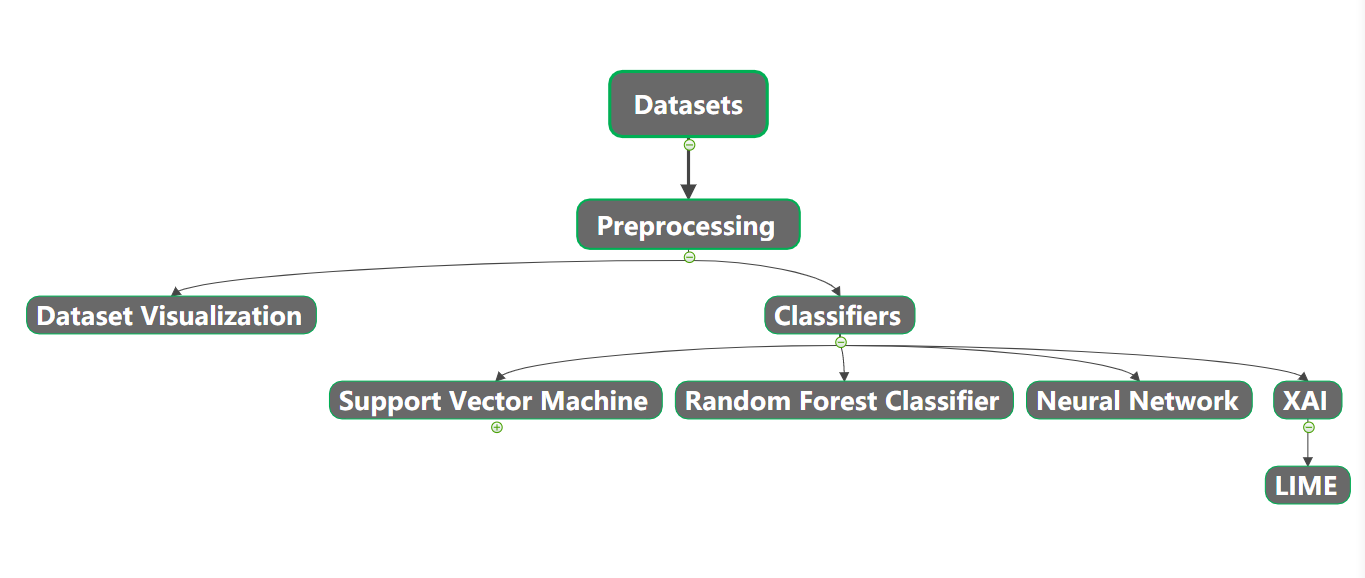 Datasets
Preprocessing
Dataset Visualization
Classifiers
Support Vector Machine
Random Forest Classifier
Neural Network
XAI
LIME